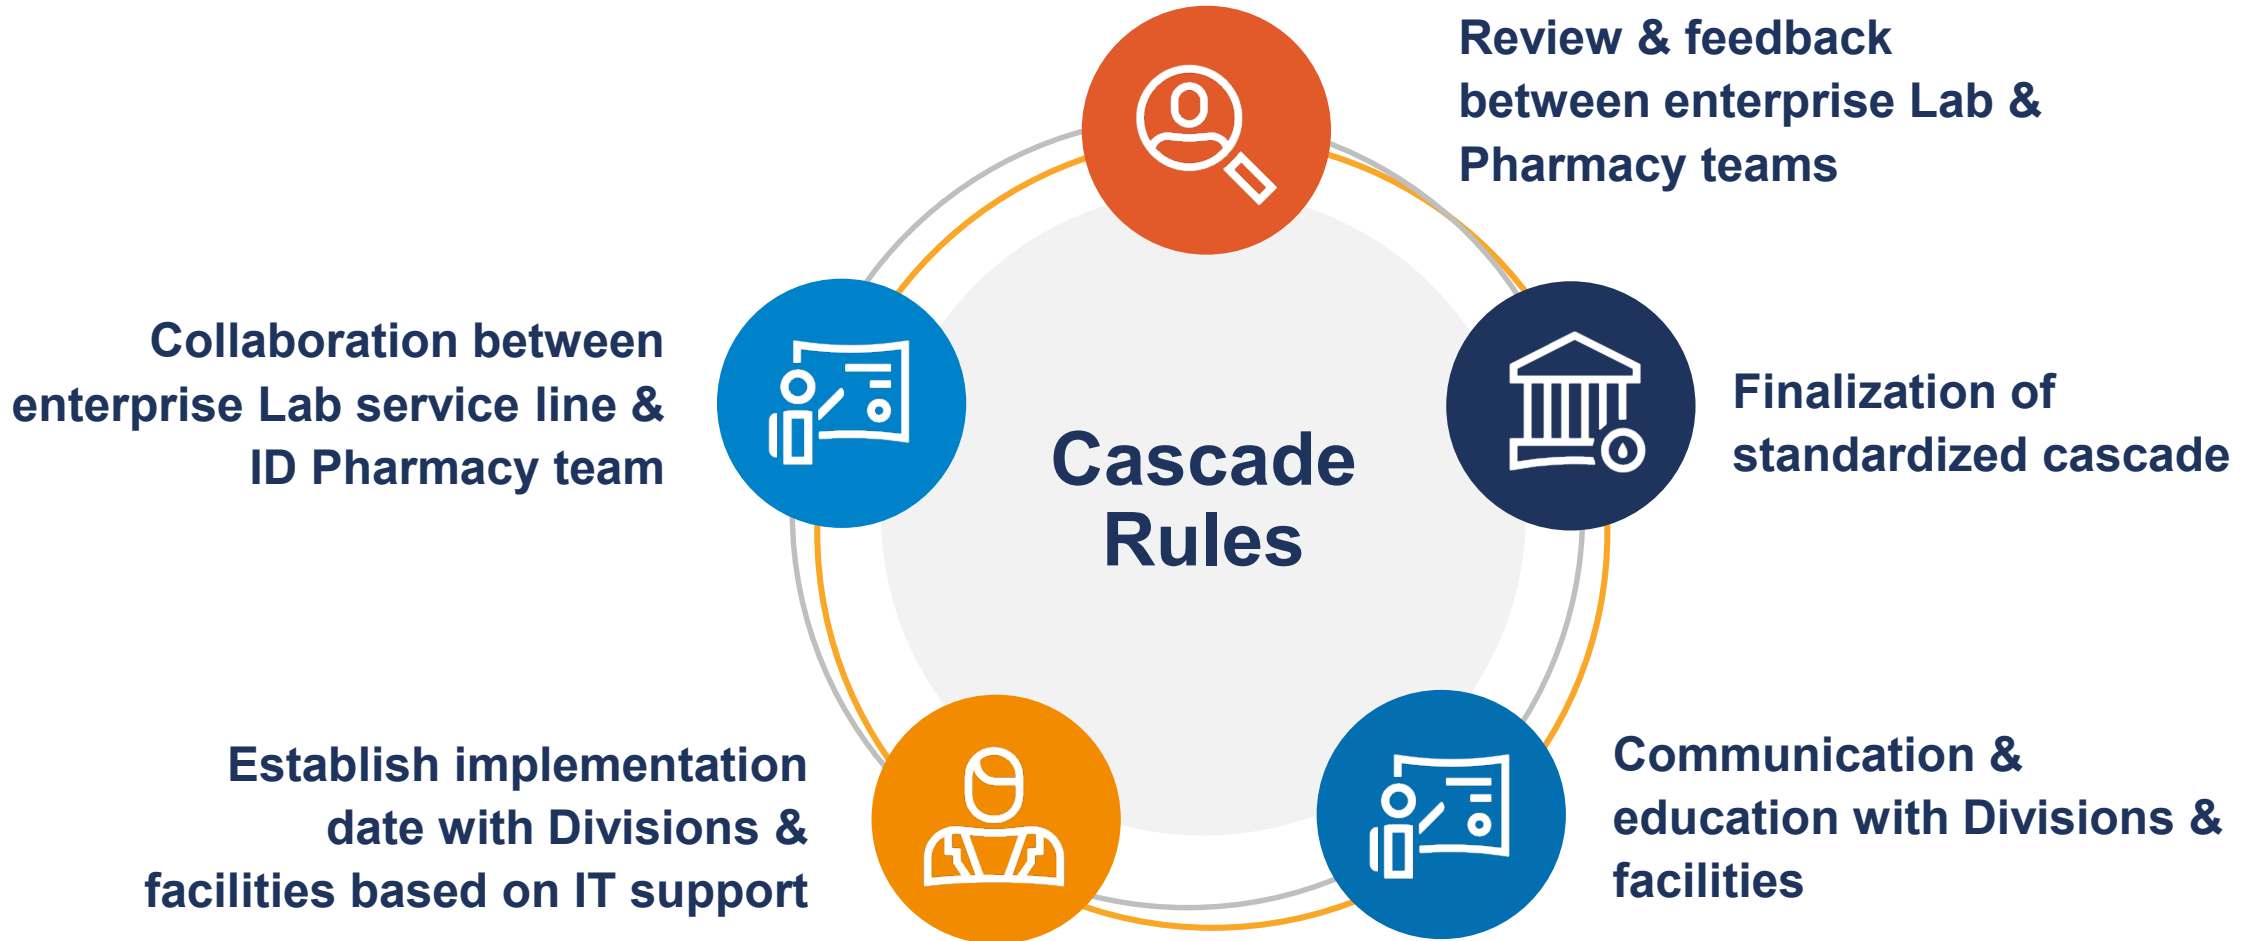 Review & feedback
between enterprise Lab &
Pharmacy teams
Collaboration between
enterprise Lab service line &
ID Pharmacy team
Finalization of
standardized cascade
Cascade
Rules
Establish implementation
date with Divisions &
facilities based on IT support
Communication &
education with Divisions &
facilities